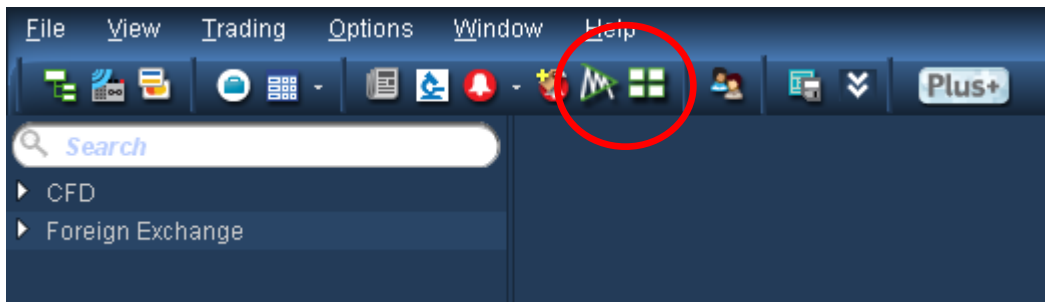 File View Trading Options Window Help
Plus+
Search
CFD
Foreign Exchange